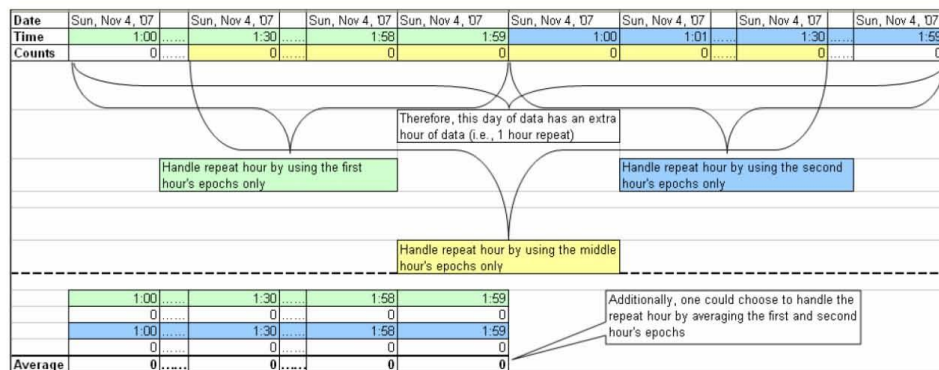 Date Sun, Nov 4, '07 Sun, Nov 4, '07 Sun, Nov 4, '07 Sun, Nov 4, '07 Sun, Nov 4, '07 Sun, Nov 4, '07 Sun, Nov 4, '07 Sun, Nov 4, '07
Time 1:00 ...... 1:30 ...... 1:58 1:59 1:00 1:01 ...... 1:30 ...... 1:59
Counts 0 ...... 0 ...... 0 0 0 0 ...... 0 ...... 0
Therefore, this day of data has an extra
hour of data (i.e., 1 hour repeat)
Handle repeat hour by using the first
hour's epochs only
Handle repeat hour by using the second
hour's epochs only
Handle repeat hour by using the middle
hour's epochs only
1:00 ...... 1:30 ...... 1:58 1:59
0 ...... 0 ...... 0 0
1:00 ...... 1:30 ...... 1:58 1:59
0 ...... 0 ...... 0 0
Average 0 ...... 0 ...... 0 0
Additionally, one could choose to handle the
repeat hour by averaging the first and second
hour's epochs